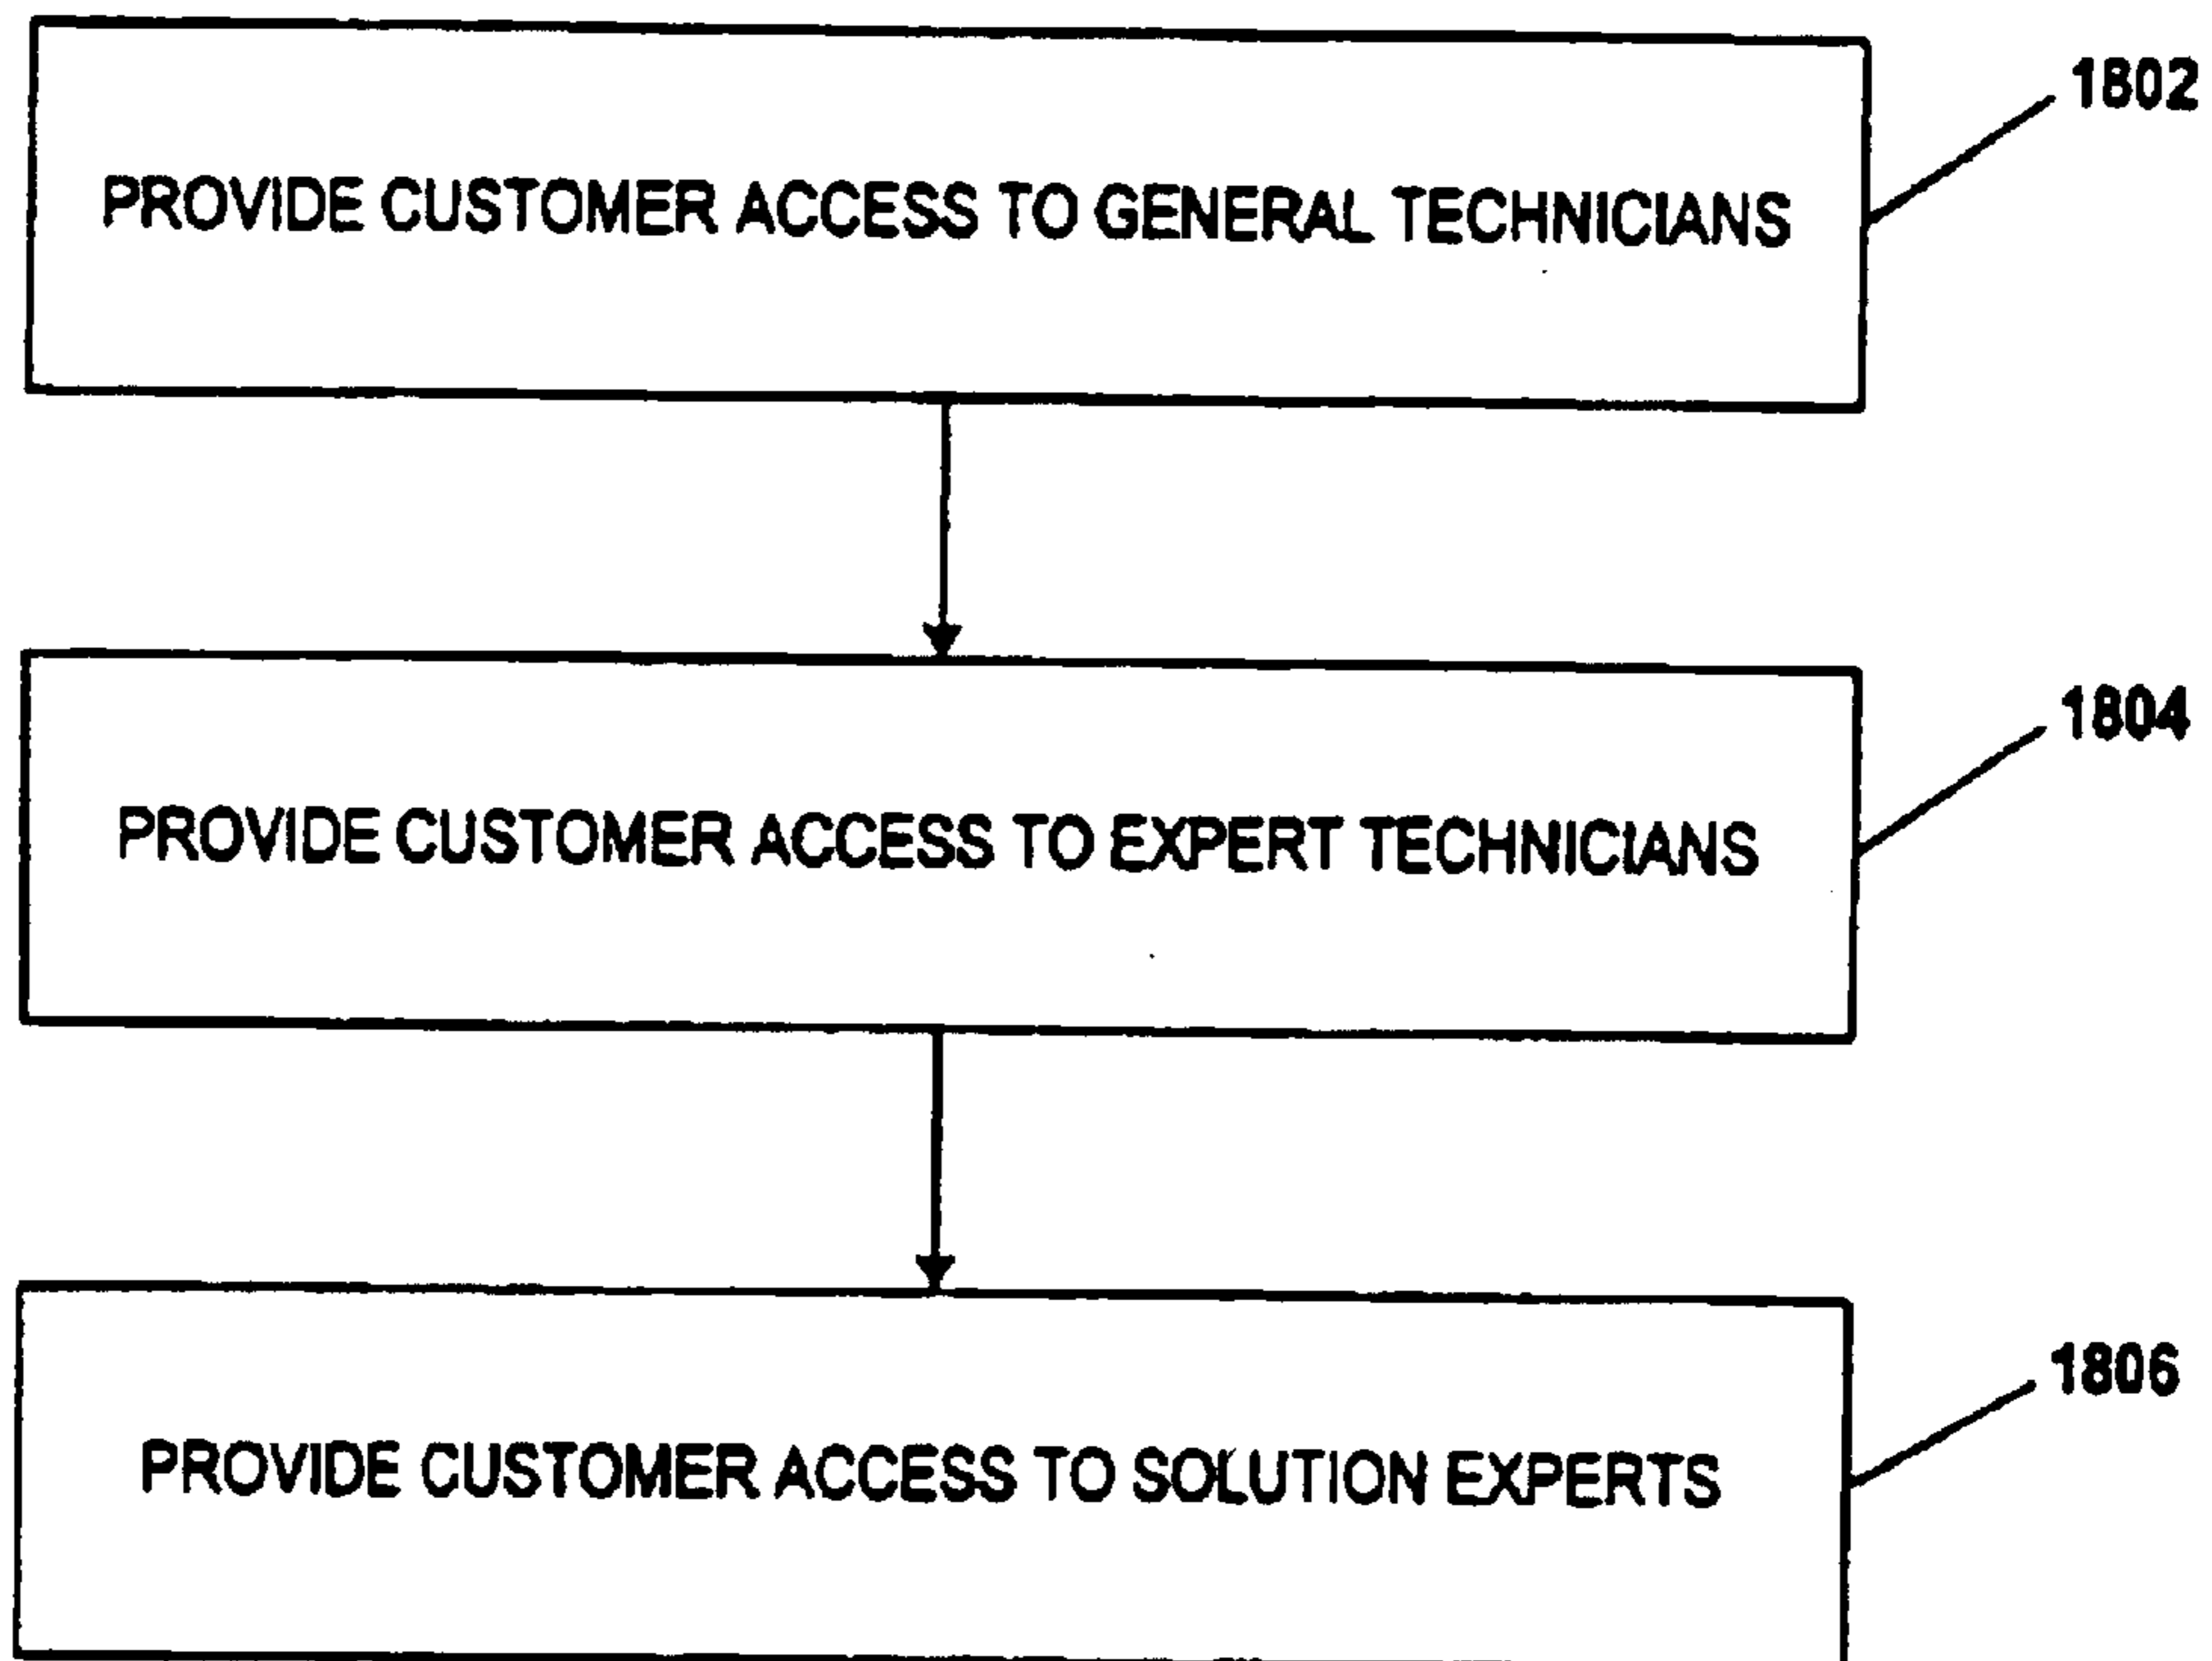 1802
PROVIDE CUSTOMER ACCESS TO GENERAL TECHNICIANS
1804
PROVIDE CUSTOMER ACCESS TO EXPERT TECHNICIANS
1806
PROVIDE CUSTOMER ACCESS TO SOLUTION EXPERTS